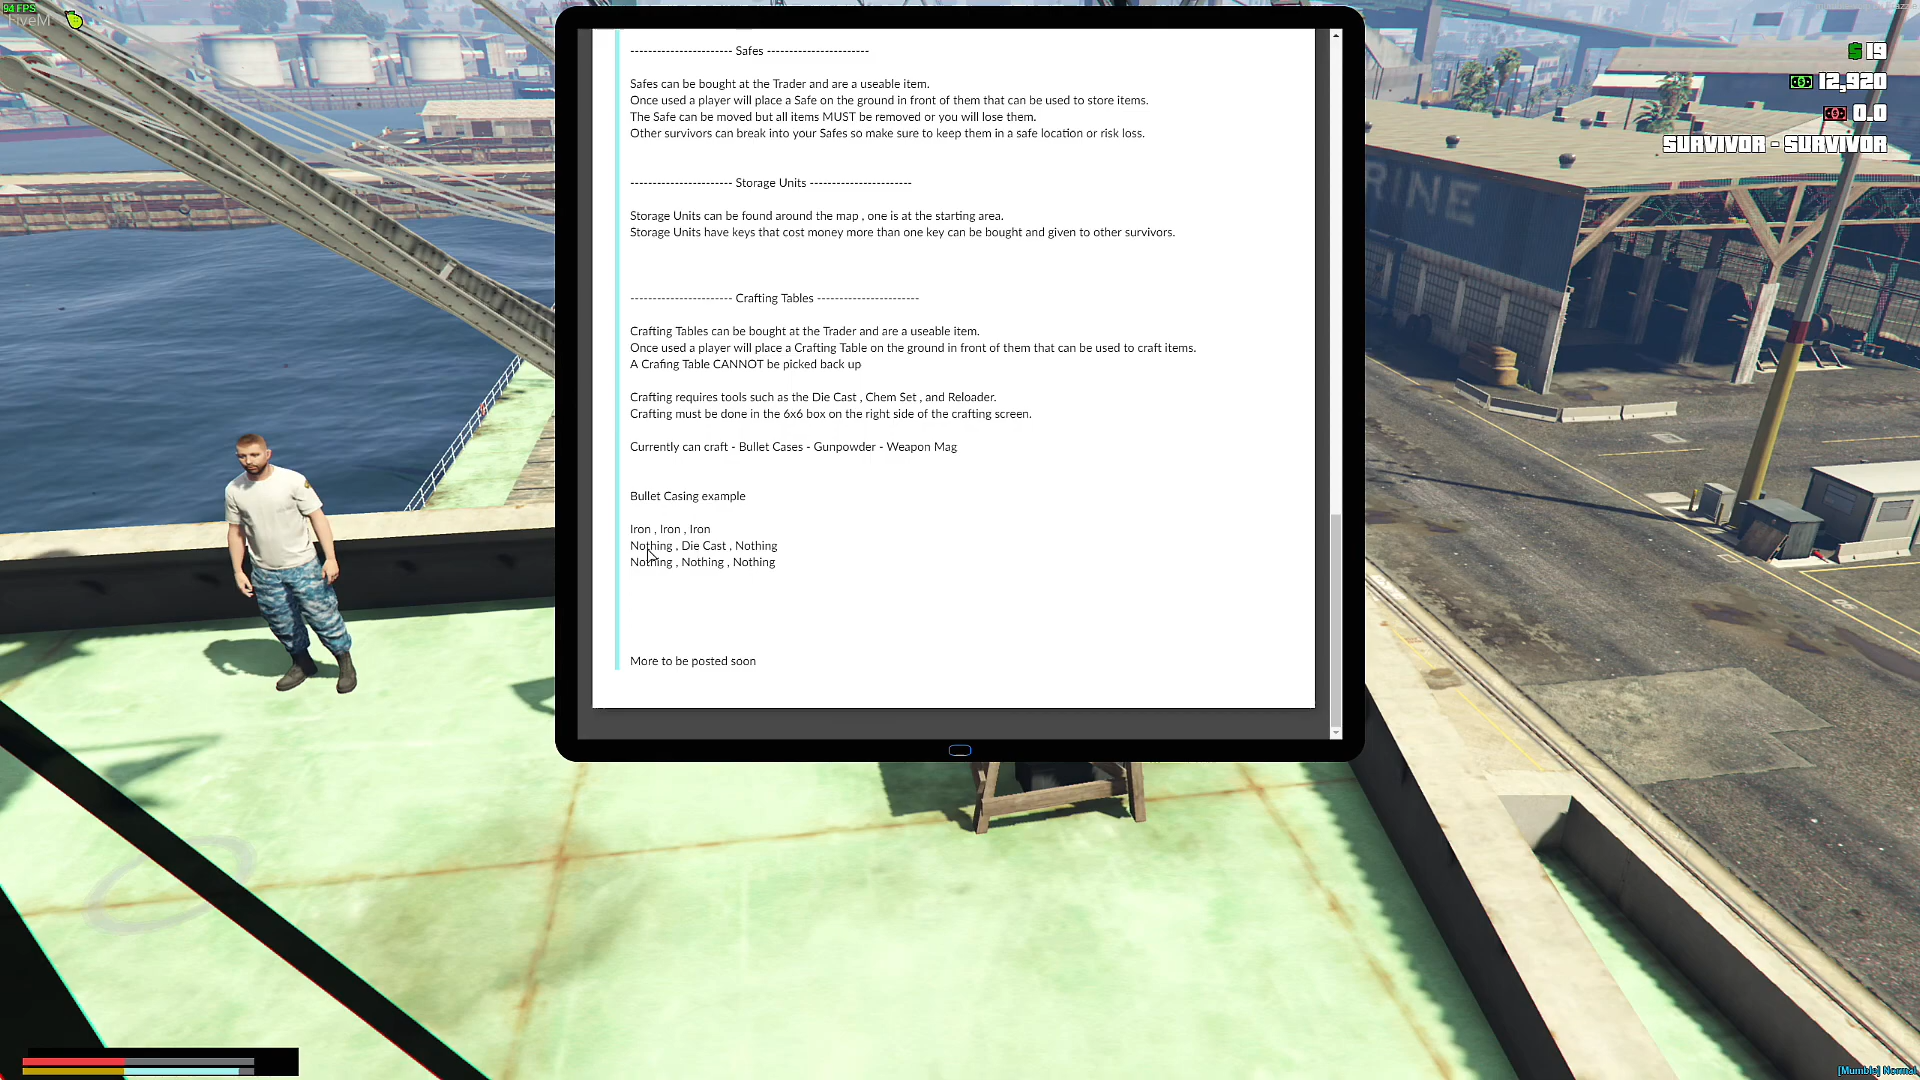 94 FPS
FiveM
$ 19
12,920
0.0
SURVIVOR - SURVIVOR
RINE
----------------------- Safes -----------------------
Safes can be bought at the Trader and are a useable item.
Once used a player will place a Safe on the ground in front of them that can be used to store items.
The Safe can be moved but all items MUST be removed or you will lose them.
Other survivors can break into your Safes so make sure to keep them in a safe location or risk loss.
----------------------- Storage Units -----------------------
Storage Units can be found around the map , one is at the starting area.
Storage Units have keys that cost money more than one key can be bought and given to other survivors.
----------------------- Crafting Tables -----------------------
Crafting Tables can be bought at the Trader and are a useable item.
Once used a player will place a Crafting Table on the ground in front of them that can be used to craft items.
A Crafing Table CANNOT be picked back up
Crafting requires tools such as the Die Cast , Chem Set , and Reloader.
Crafting must be done in the 6x6 box on the right side of the crafting screen.
Currently can craft - Bullet Cases - Gunpowder - Weapon Mag
Bullet Casing example
Iron , Iron , Iron
Nothing , Die Cast , Nothing
Nothing , Nothing , Nothing
More to be posted soon
[Mumble] Normal